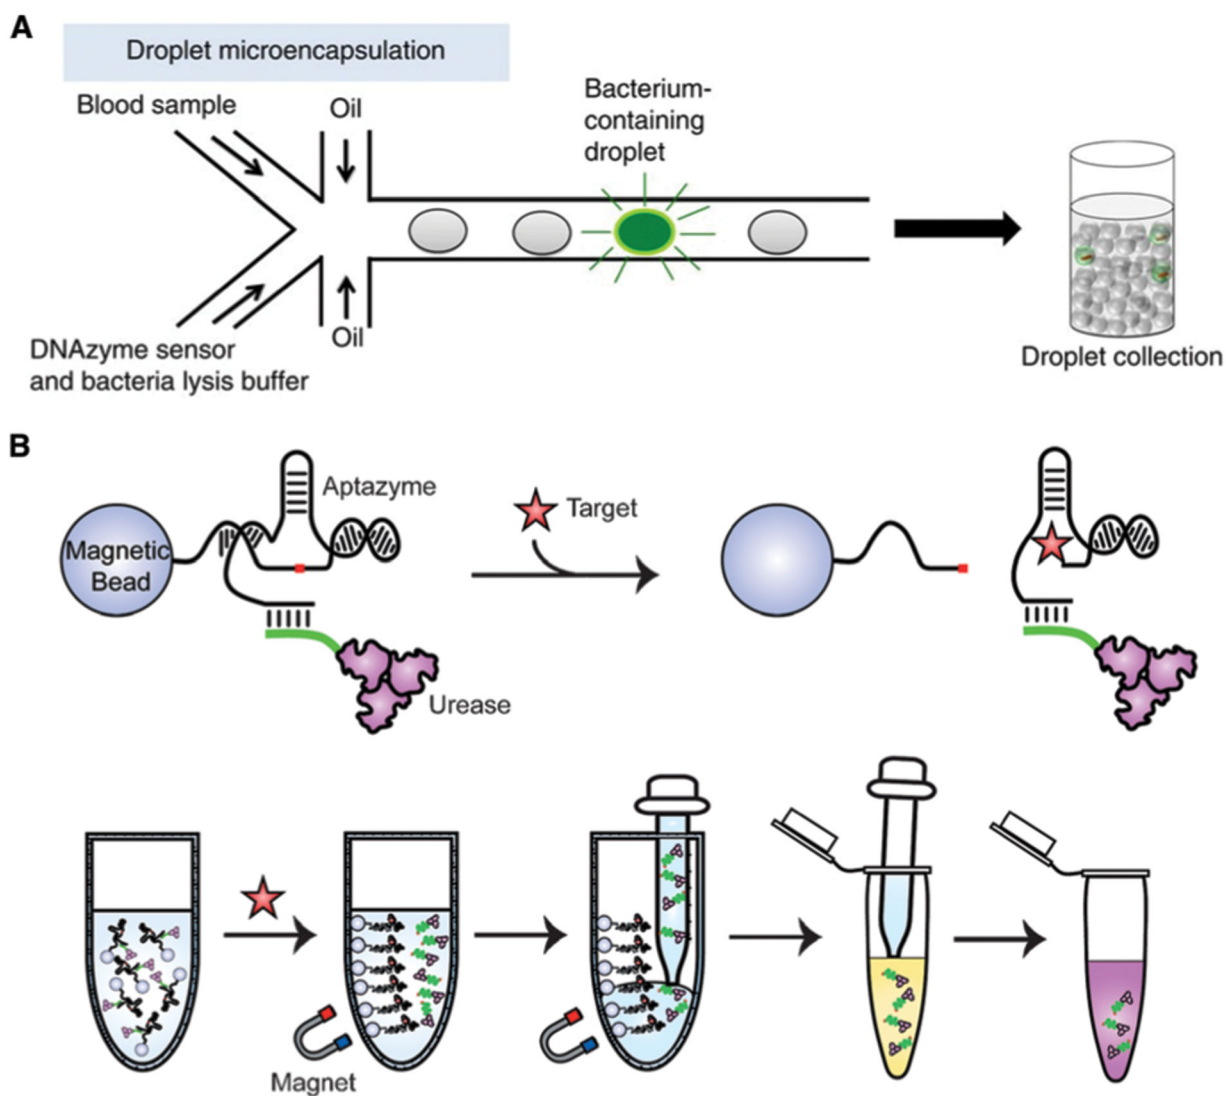 A
Droplet microencapsulation
Blood sample
Oil
Bacterium-
containing
droplet
Oil
DNAzyme sensor
and bacteria lysis buffer
Droplet collection
B
Aptazyme
Target
Magnetic
Bead
Urease
Magnet